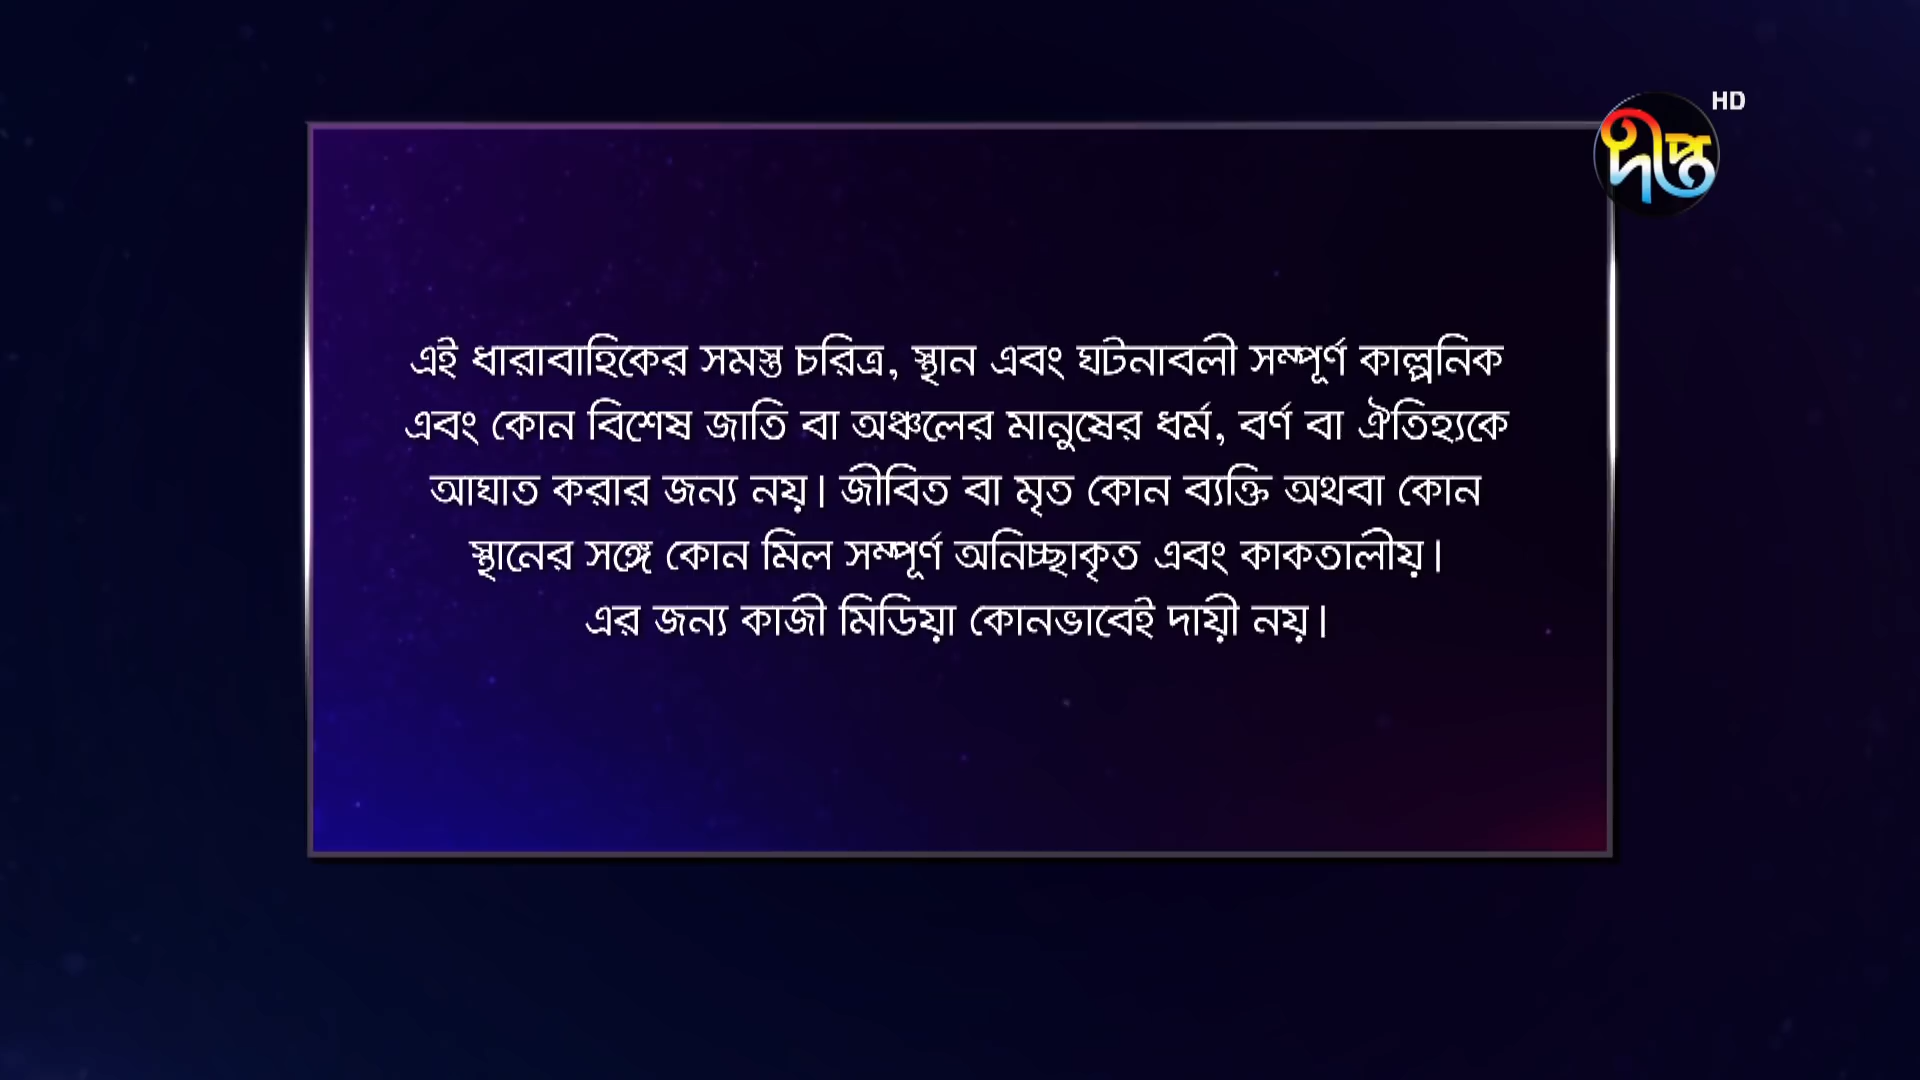 HD
দীপ্ত
এই ধারাবাহিকের সমস্ত চরিত্র, স্থান এবং ঘটনাবলী সম্পূর্ণ কাল্পনিক
এবং কোন বিশেষ জাতি বা অঞ্চলের মানুষের ধর্ম, বর্ণ বা ঐতিহ্যকে
আঘাত করার জন্য নয়। জীবিত বা মৃত কোন ব্যক্তি অথবা কোন
স্থানের সঙ্গে কোন মিল সম্পূর্ণ অনিচ্ছাকৃত এবং কাকতালীয়।
এর জন্য কাজী মিডিয়া কোনভাবেই দায়ী নয়।